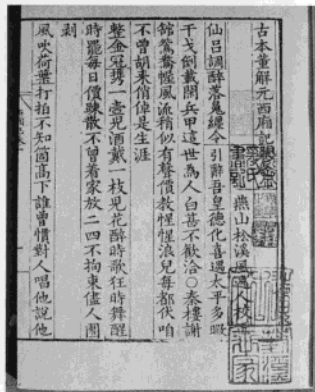 古本董解元西廂記
燕山松溪風逸人校
仙呂調醉落魄纏令引辭吾皇德化喜遇太平多暇
干戈倒載閑兵甲這世為人白甚不歡洽○秦樓謝
舘鴛鴦幄風流稍似有聲價教惺惺浪兒每都伏咱
不曾胡來俏倬是生涯
整金冠携一壺兒酒戴一枝兒花醉時歌狂時舞醒
時罷每日價踈散不曾着家放二四不拘束儘人團
剥
風吹荷葉打拍不知箇高下誰曾慣對人唱他說他